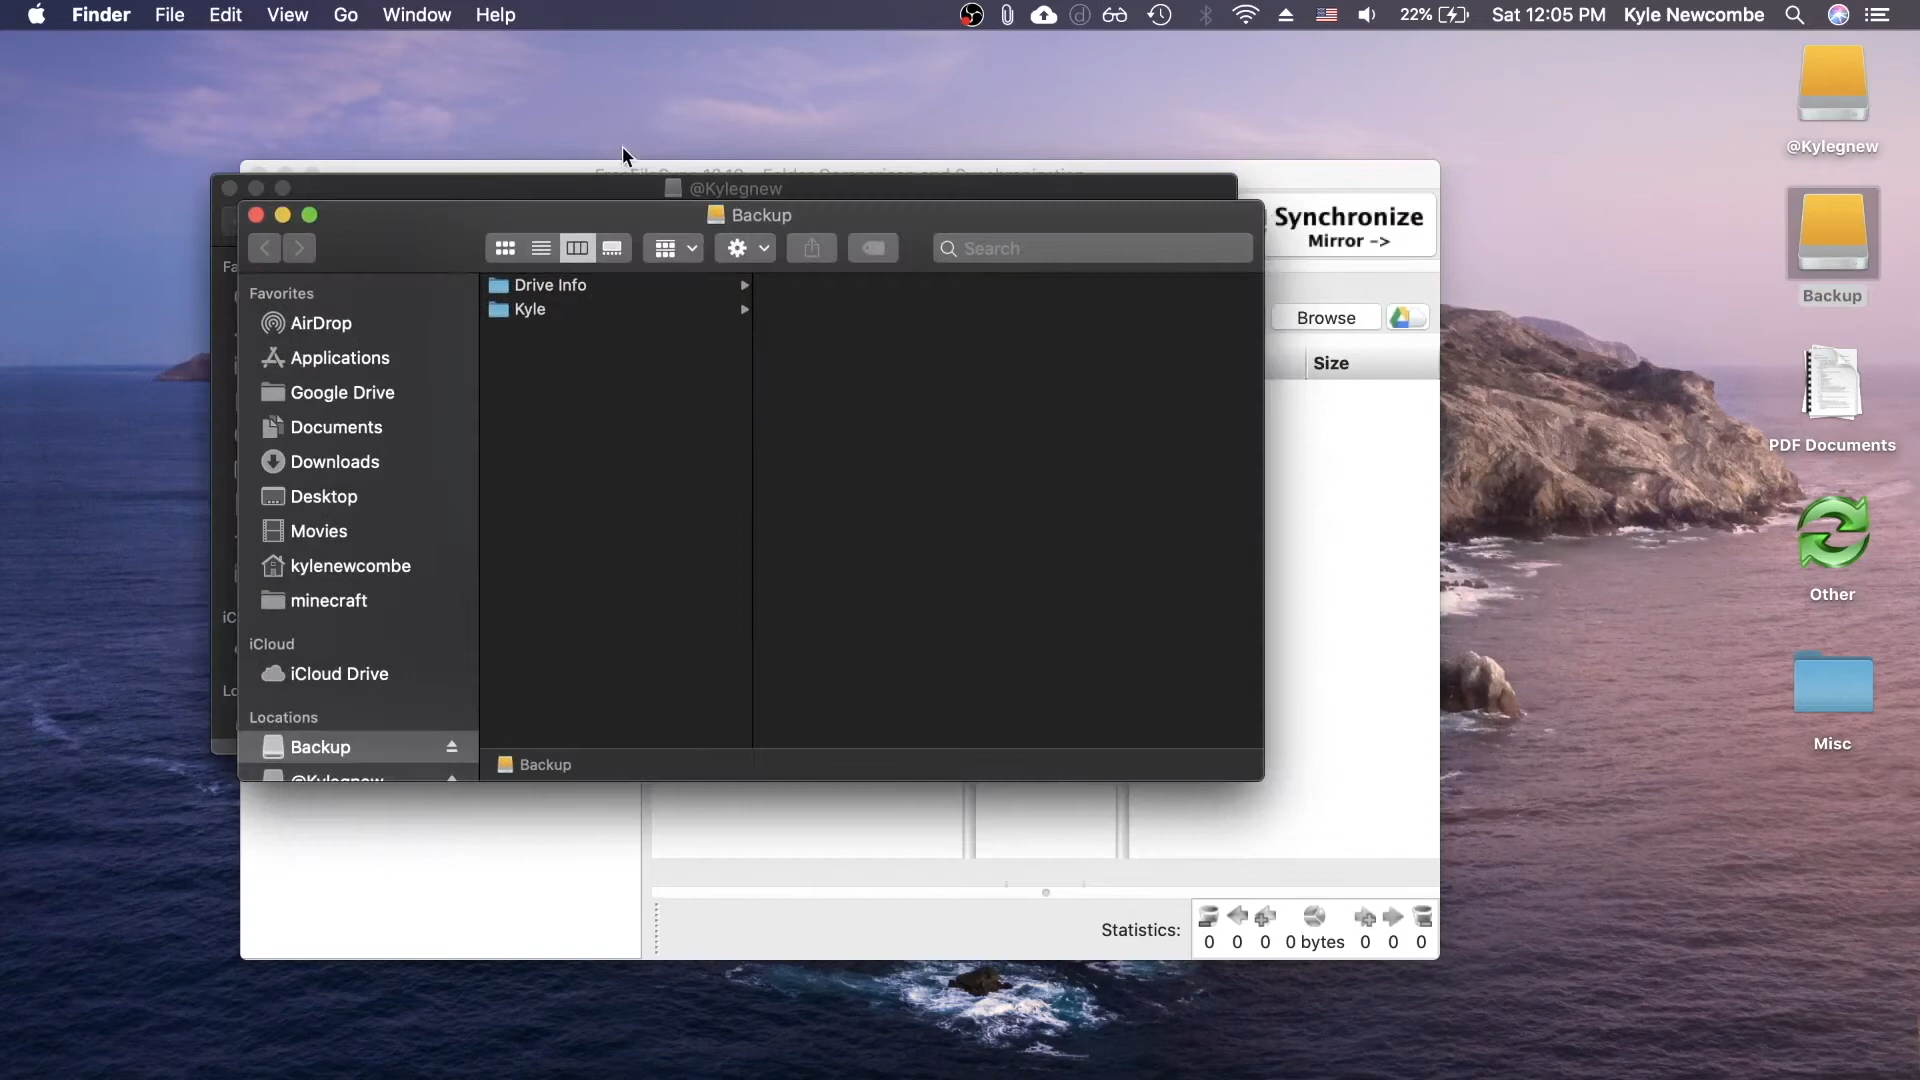 Finder File Edit View Go Window Help
22% Sat 12:05 PM Kyle Newcombe
@Kylegnew
Backup
Synchronize
Mirror ->
Search
Favorites
AirDrop
Applications
Google Drive
Documents
Downloads
Desktop
Movies
kylenewcombe
minecraft
iCloud
iCloud Drive
Locations
Backup
@Kylegnew
Drive Info
Kyle
Backup
Browse
Size
Statistics:
0 0 0 0 bytes 0 0 0
@Kylegnew
Backup
PDF Documents
Other
Misc